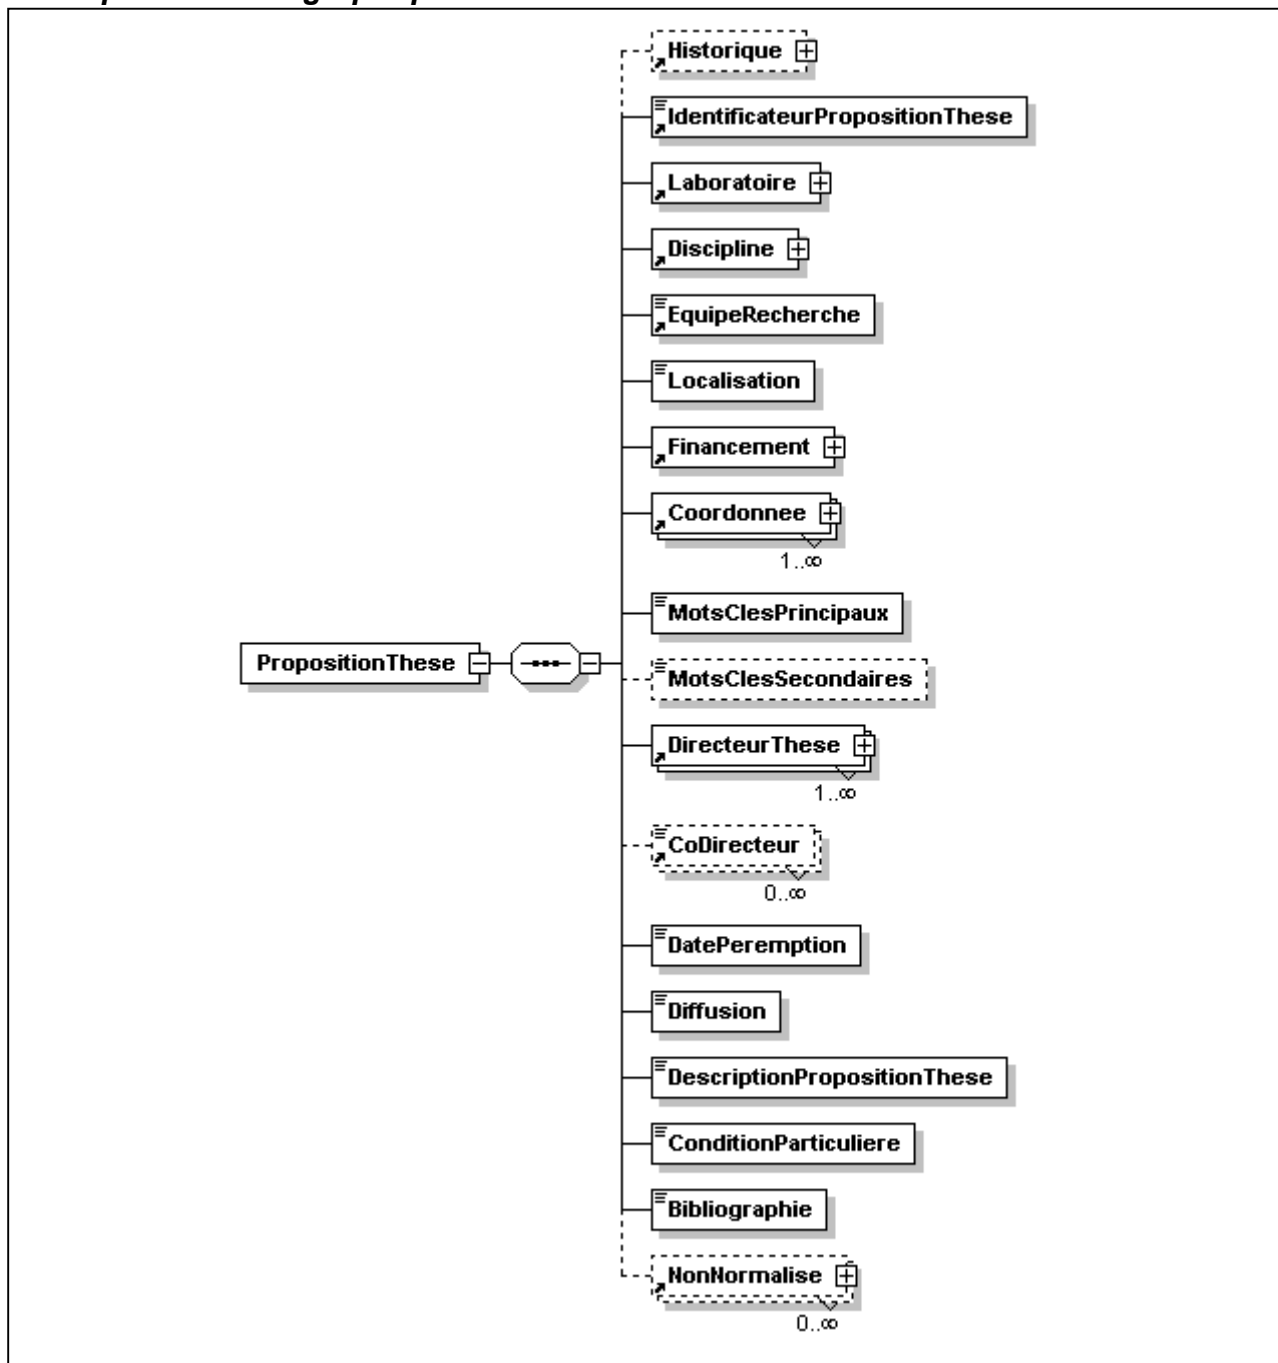 Historique
IdentificateurPropositionThese
Laboratoire
Discipline
EquipeRecherche
Localisation
Financement
Coordonnee
1..∞
MotsClesPrincipaux
PropositionThese
MotsClesSecondaires
DirecteurThese
1..∞
CoDirecteur
0..∞
DatePeremption
Diffusion
DescriptionPropositionThese
ConditionParticuliere
Bibliographie
NonNormalise
0..∞